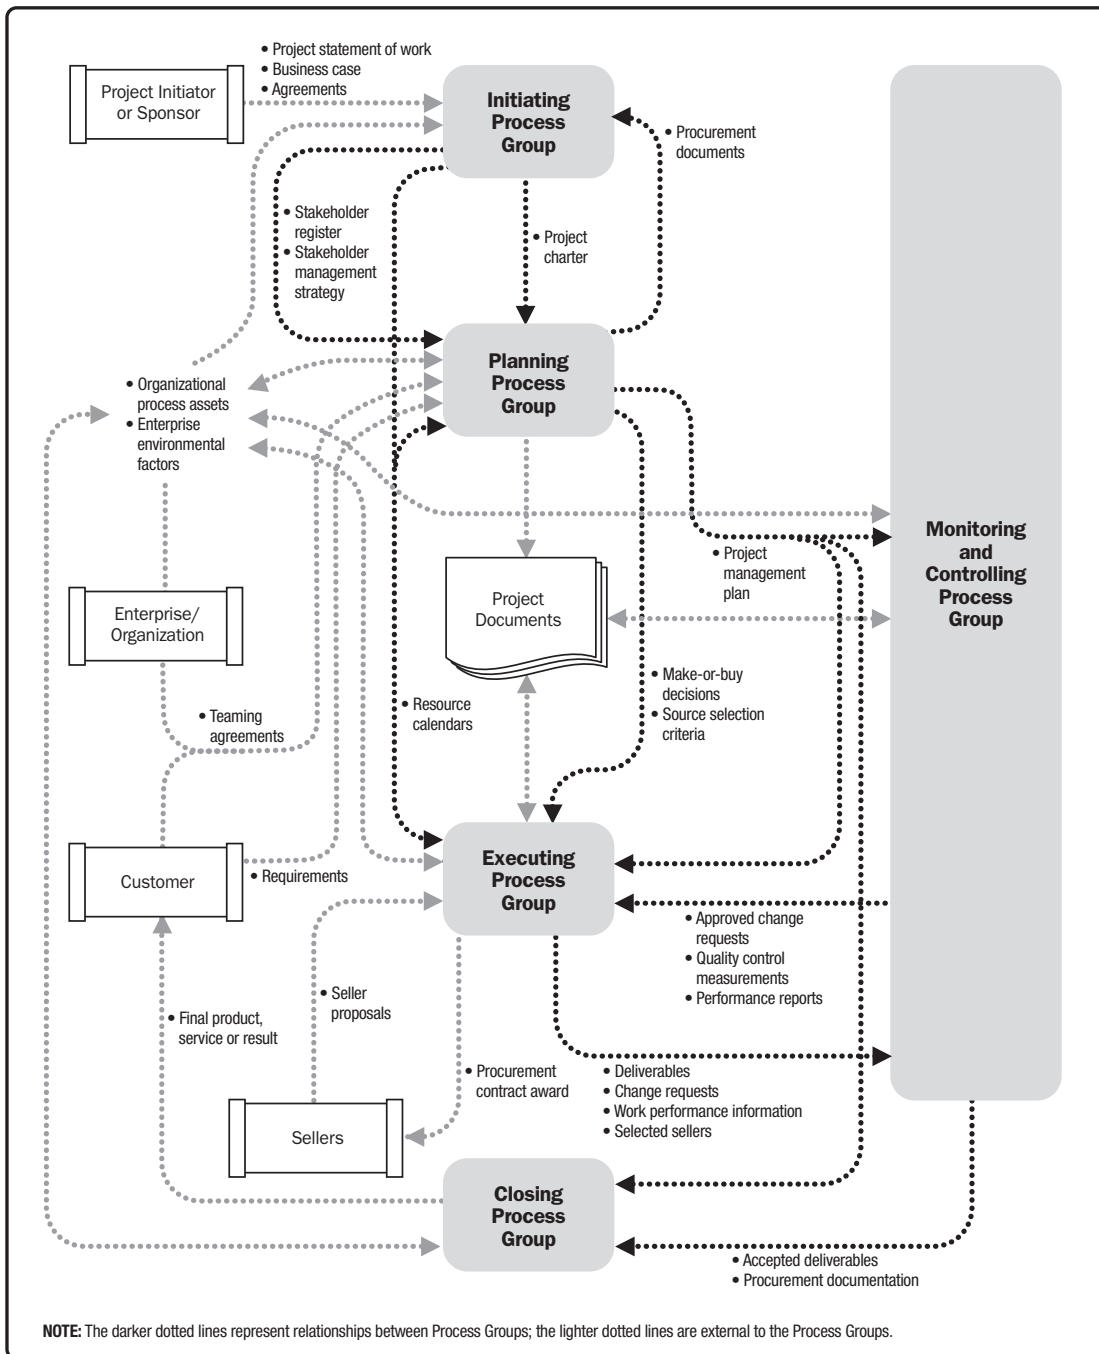 • Project statement of work
• Business case
• Agreements
Project Initiator
or Sponsor
Initiating
Process
Group
• Procurement
documents
• Stakeholder
register
• Stakeholder
management
strategy
• Project
charter
Planning
Process
Group
• Organizational
process assets
• Enterprise
environmental
factors
Monitoring
and
Controlling
Process
Group
• Project
management
plan
Project
Documents
Enterprise/
Organization
• Make-or-buy
decisions
• Source selection
criteria
• Resource
calendars
• Teaming
agreements
Executing
Process
Group
Customer
• Requirements
• Approved change
requests
• Quality control
measurements
• Performance reports
• Seller
proposals
• Final product,
service or result
• Procurement
contract award
• Deliverables
• Change requests
• Work performance information
• Selected sellers
Sellers
Closing
Process
Group
• Accepted deliverables
• Procurement documentation
NOTE: The darker dotted lines represent relationships between Process Groups; the lighter dotted lines are external to the Process Groups.